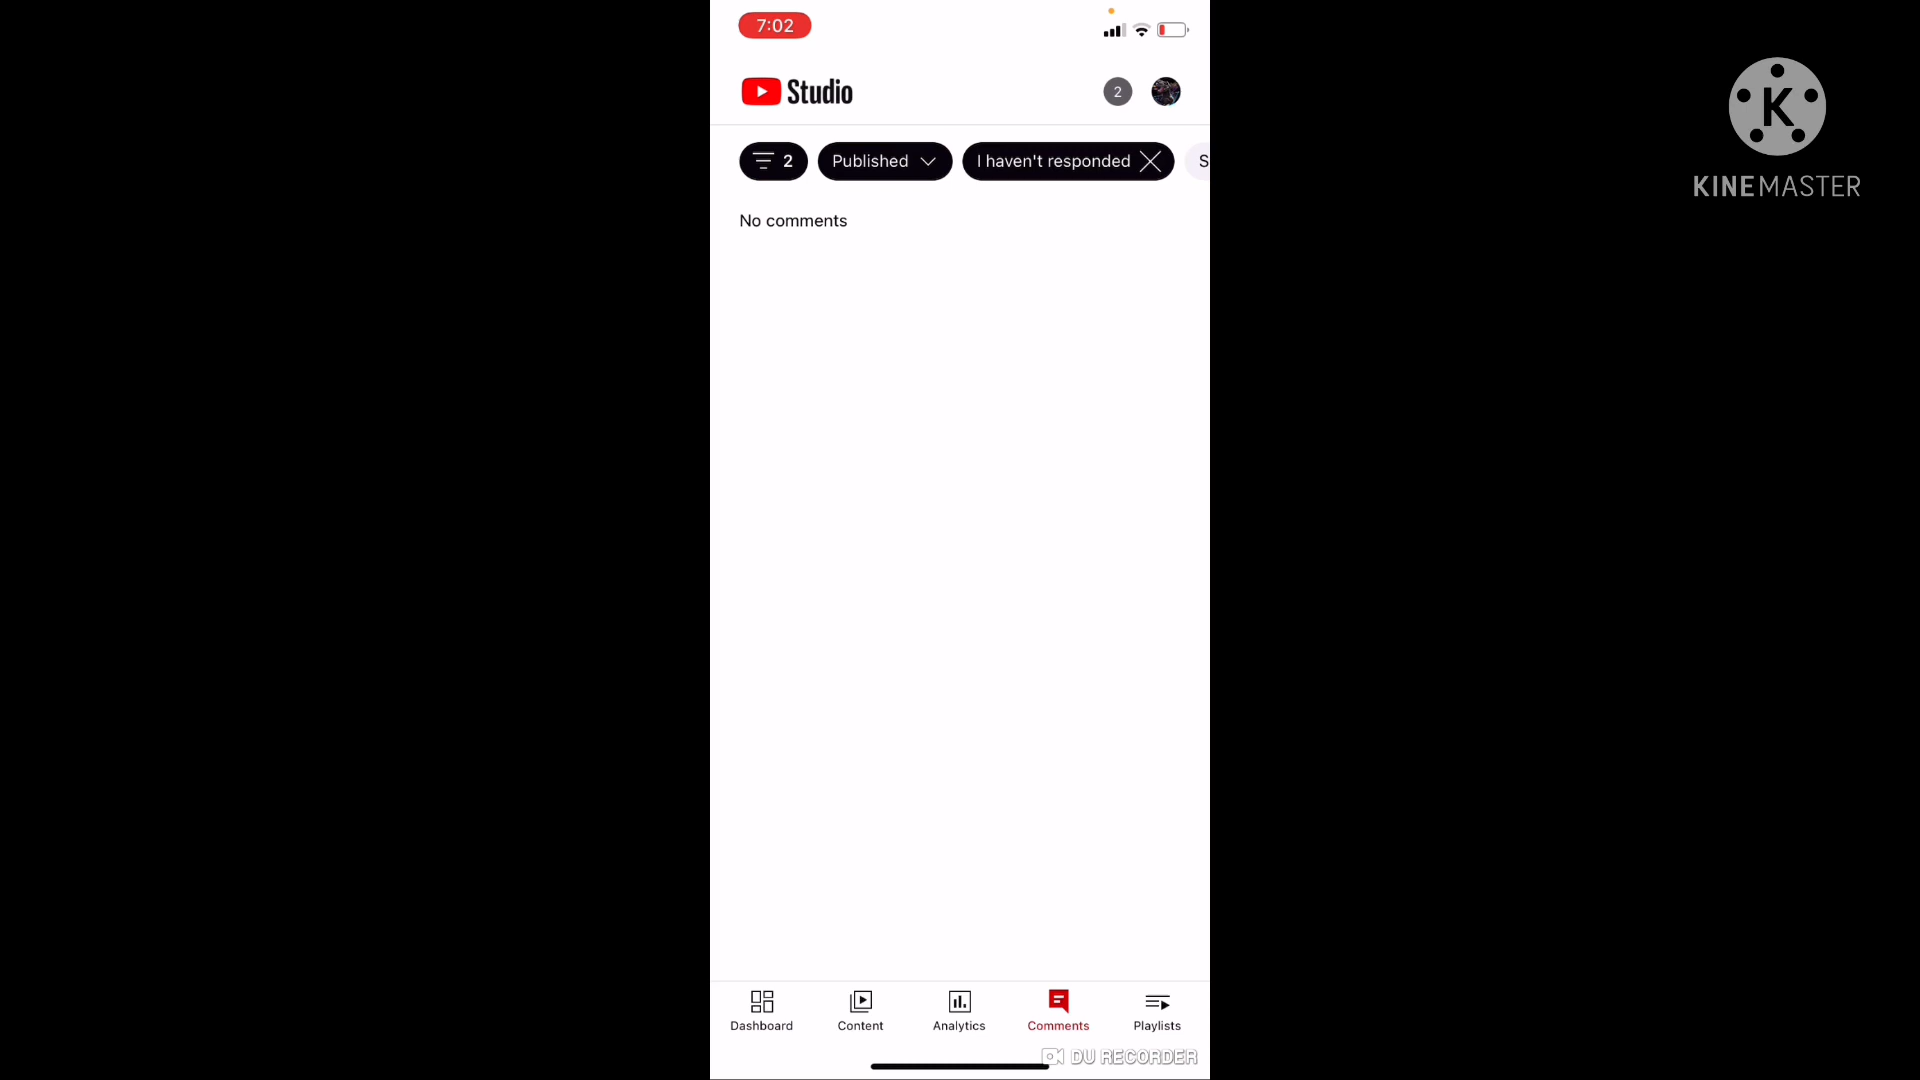 7:02
Studio
2
2
Published
I haven't responded
S
No comments
Dashboard
Content
Analytics
Comments
Playlists
DU RECORDER
K
KINEMASTER